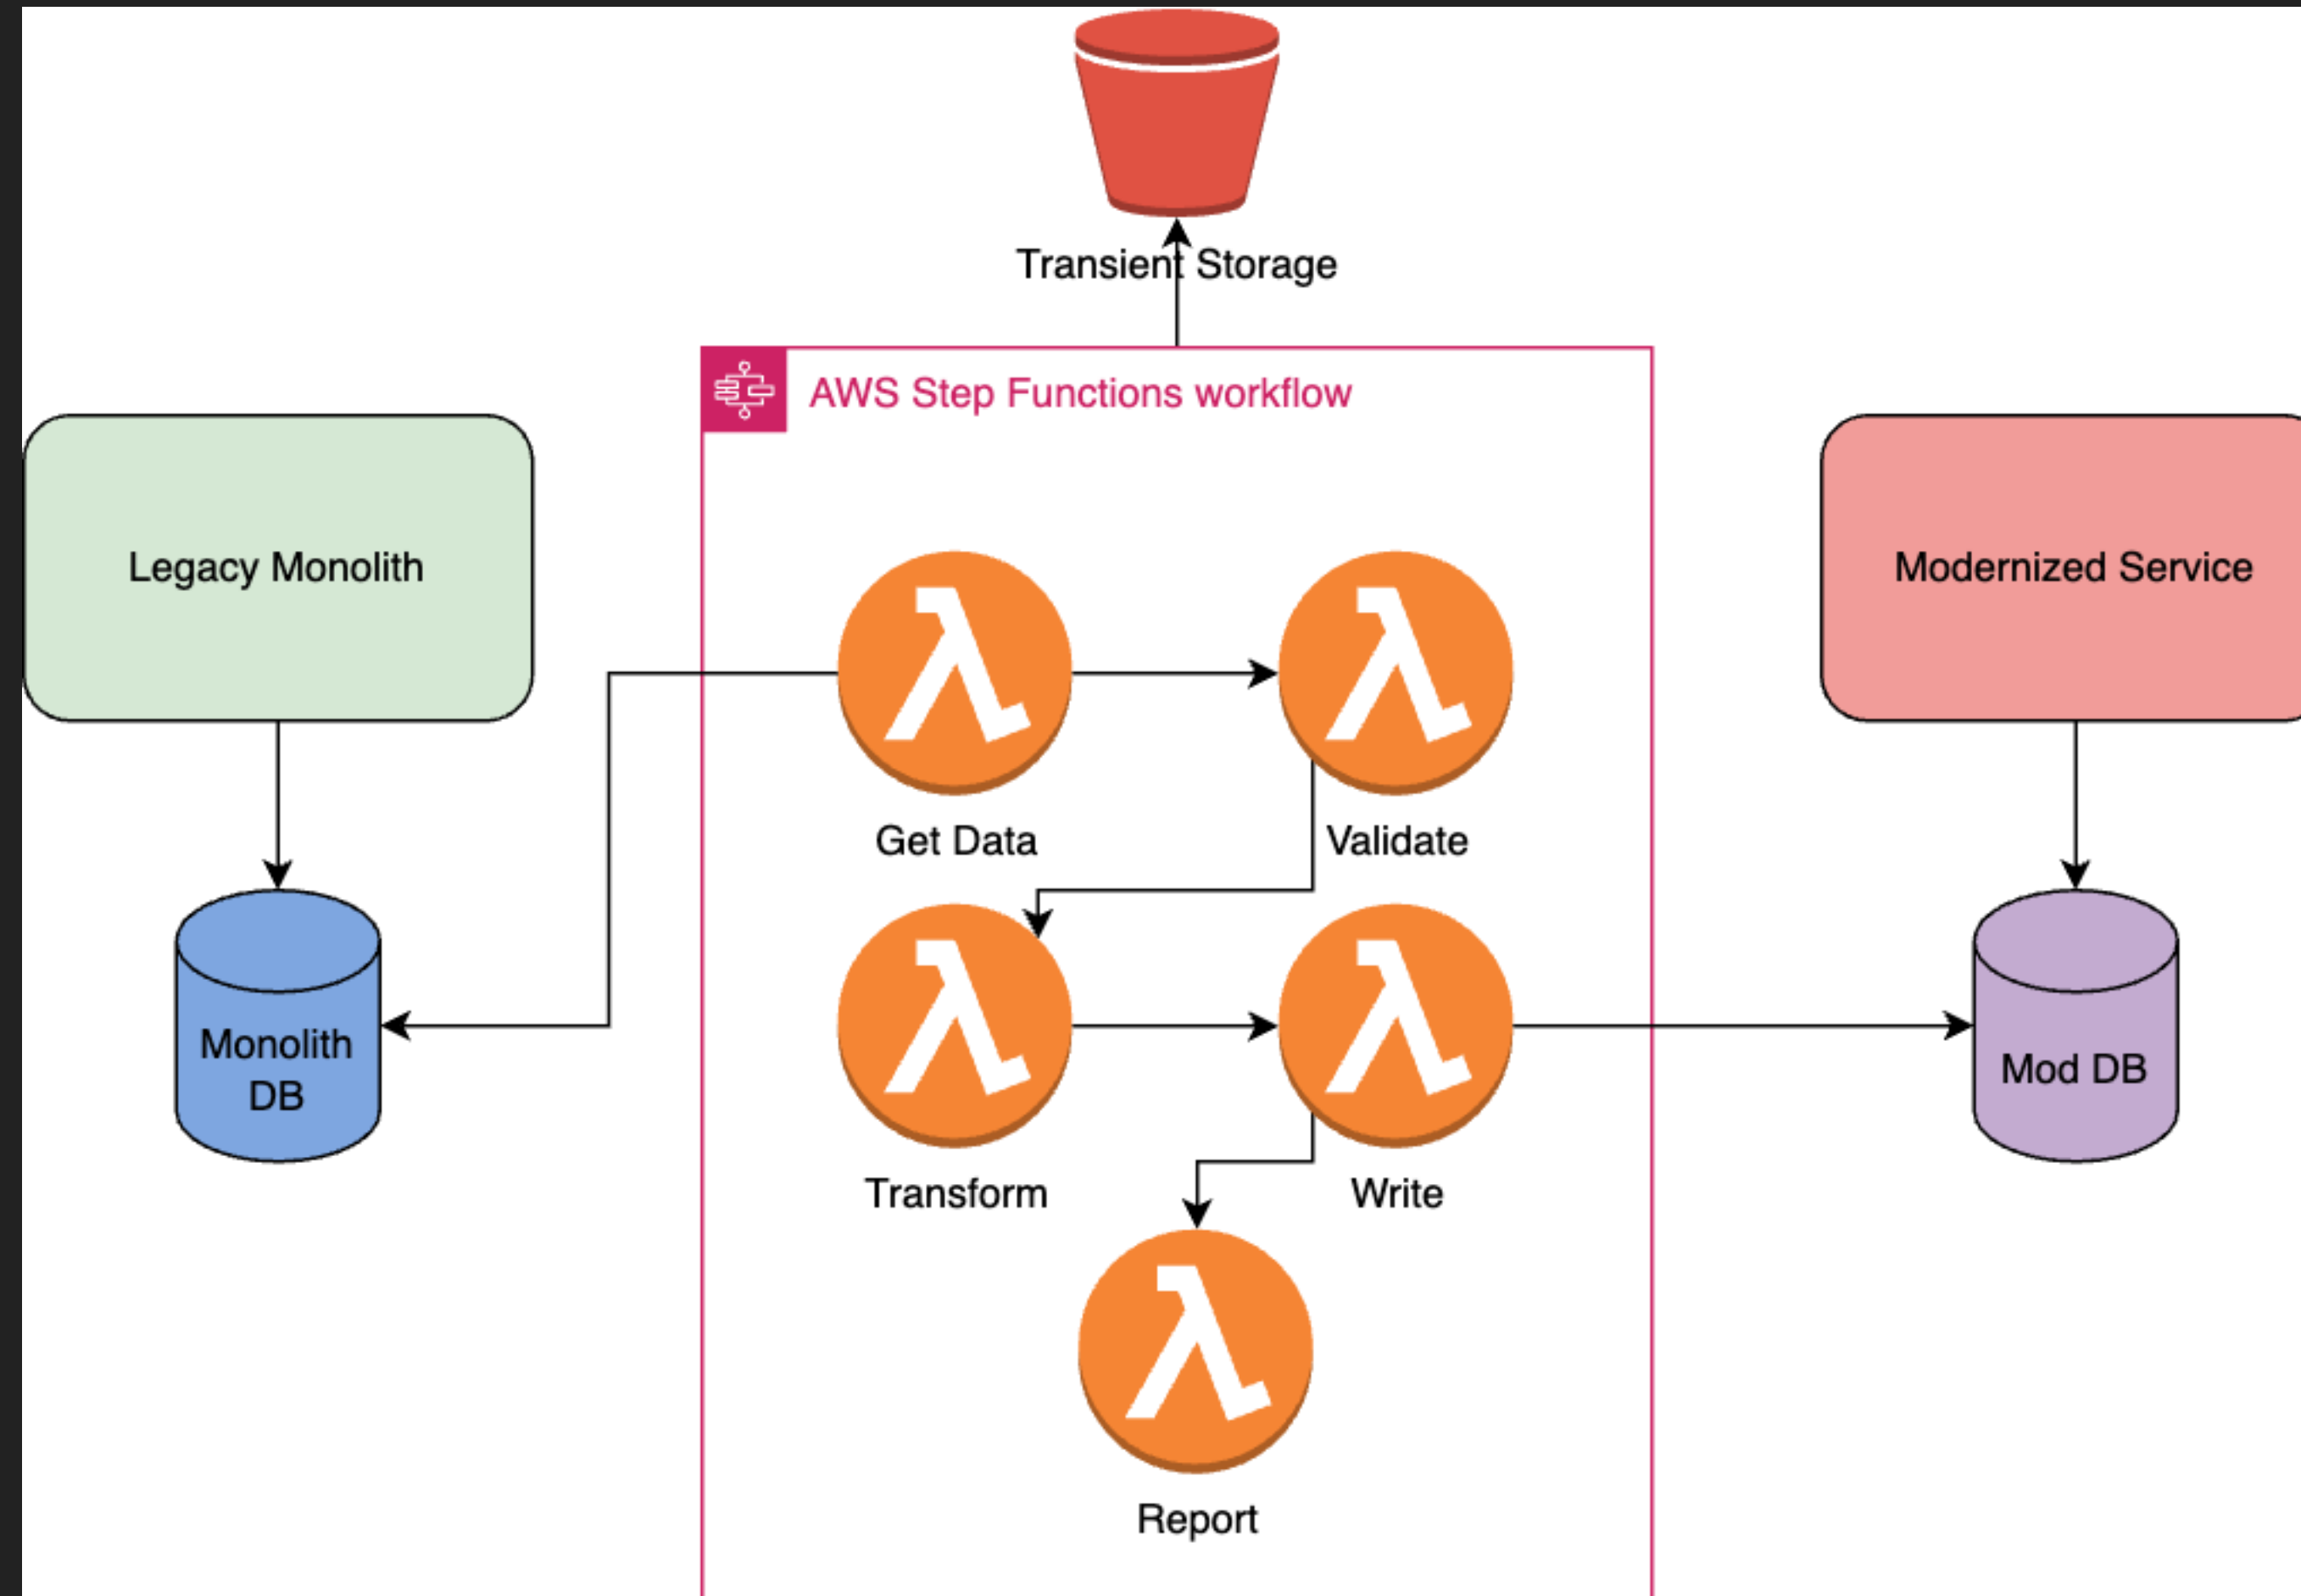 Transient Storage
AWS Step Functions workflow
Legacy Monolith
Modernized Service
Get Data
Validate
Monolith
DB
Mod DB
Transform
Write
Report